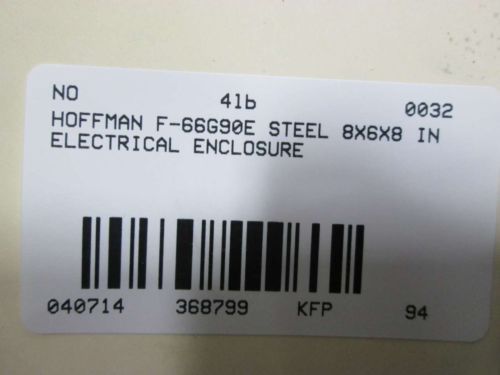 NO 41b 0032
HOFFMAN F-66G90E STEEL 8X6X8 IN
ELECTRICAL ENCLOSURE
040714 368799 KFP 94